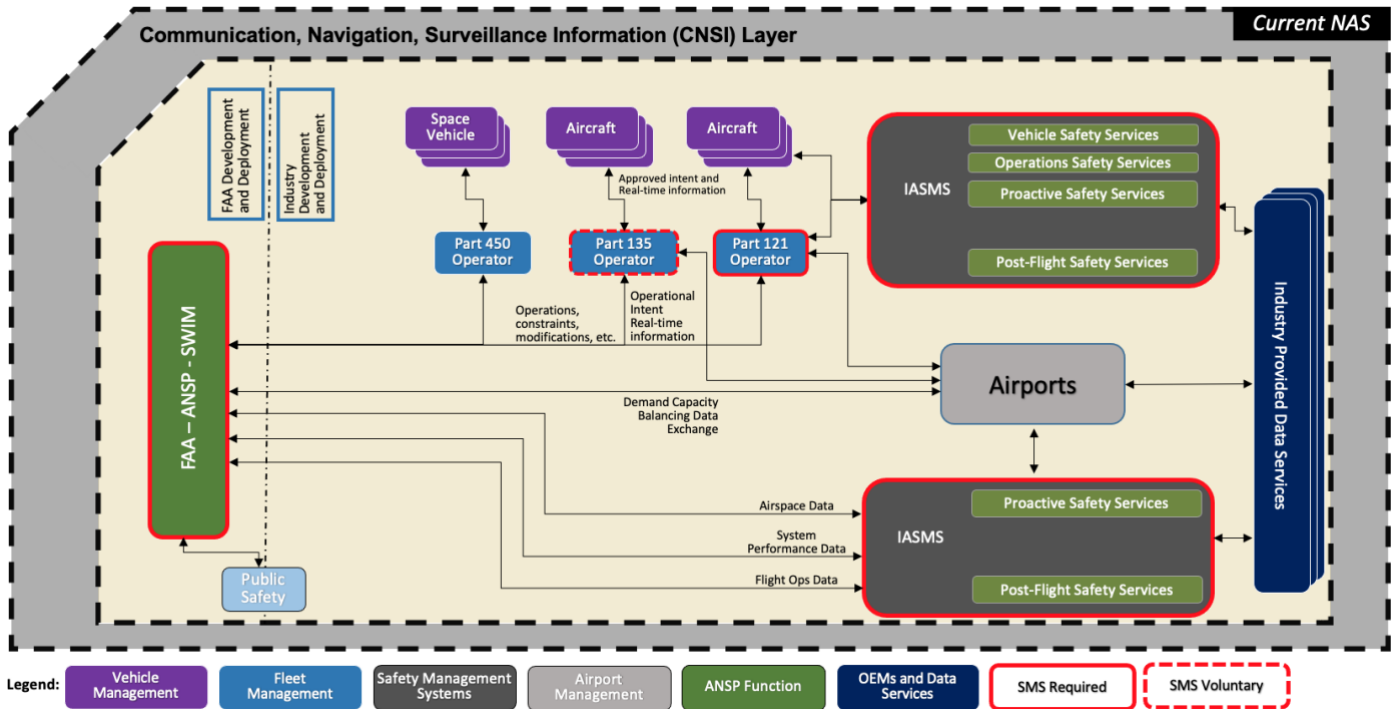 Current NAS
Communication, Navigation, Surveillance Information (CNSI) Layer
FAA Development
and Deployment
Industry
Development
and Deployment
Space
Vehicle
Aircraft
Aircraft
Approved intent and
Real-time information
Part 450
Operator
Part 135
Operator
Part 121
Operator
IASMS
Vehicle Safety Services
Operations Safety Services
Proactive Safety Services
Post-Flight Safety Services
Industry Provided Data Services
FAA – ANSP - SWIM
Operations,
constraints,
modifications, etc.
Operational
Intent
Real-time
information
Airports
Demand Capacity
Balancing Data
Exchange
Airspace Data
System
Performance Data
Flight Ops Data
IASMS
Proactive Safety Services
Post-Flight Safety Services
Public
Safety
Legend:
Vehicle
Management
Fleet
Management
Safety Management
Systems
Airport
Management
ANSP Function
OEMs and Data
Services
SMS Required
SMS Voluntary